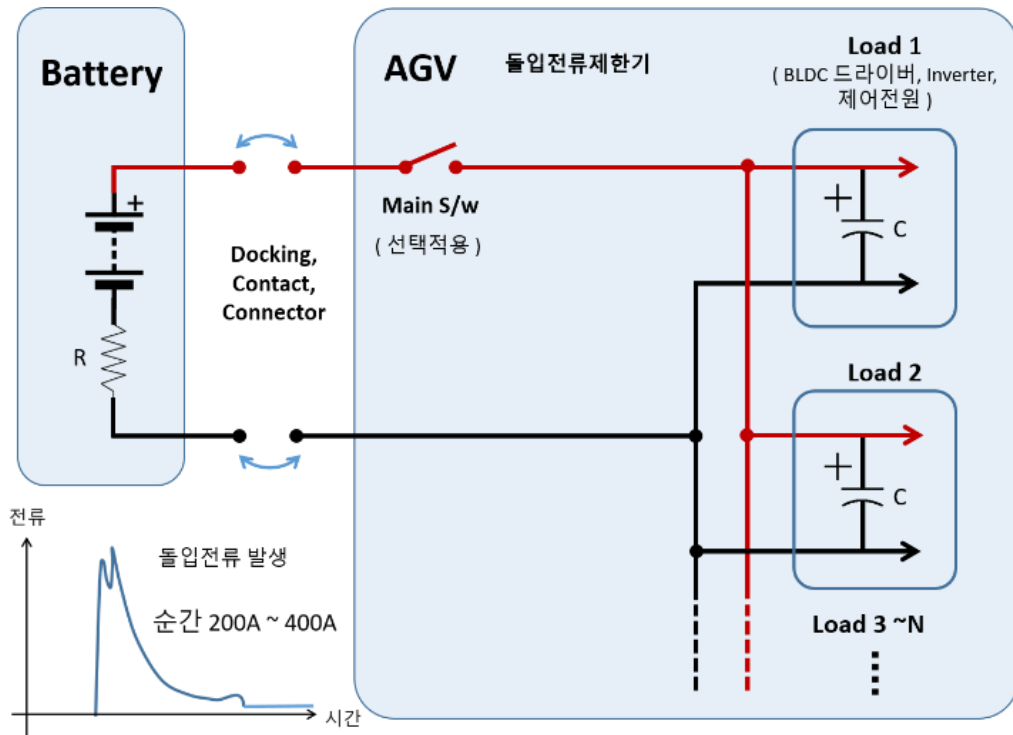 Battery
AGV
돌입전류제한기
Load 1
( BLDC 드라이버, Inverter,
제어전원 )
+
Main S/w
( 선택적용 )
+
C
Docking,
Contact,
Connector
R
Load 2
+
C
전류
돌입전류 발생
순간 200A ~ 400A
Load 3 ~N
시간